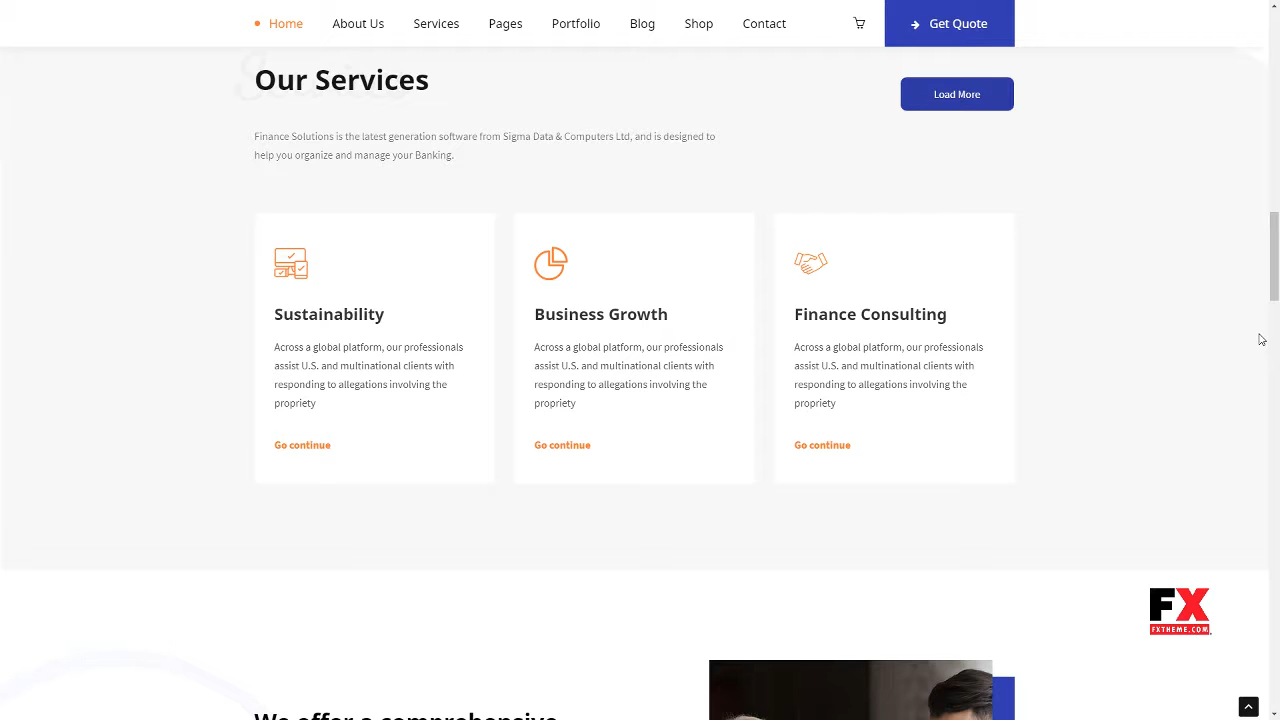 Home About Us Services Pages Portfolio Blog Shop Contact Get Quote
Our Services
Load More
Finance Solutions is the latest generation software from Sigma Data & Computers Ltd, and is designed to
help you organize and manage your Banking.
Sustainability
Across a global platform, our professionals
assist U.S. and multinational clients with
responding to allegations involving the
propriety
Go continue
Business Growth
Across a global platform, our professionals
assist U.S. and multinational clients with
responding to allegations involving the
propriety
Go continue
Finance Consulting
Across a global platform, our professionals
assist U.S. and multinational clients with
responding to allegations involving the
propriety
Go continue
FX
FXTHEME.COM
We offer a comprehensive